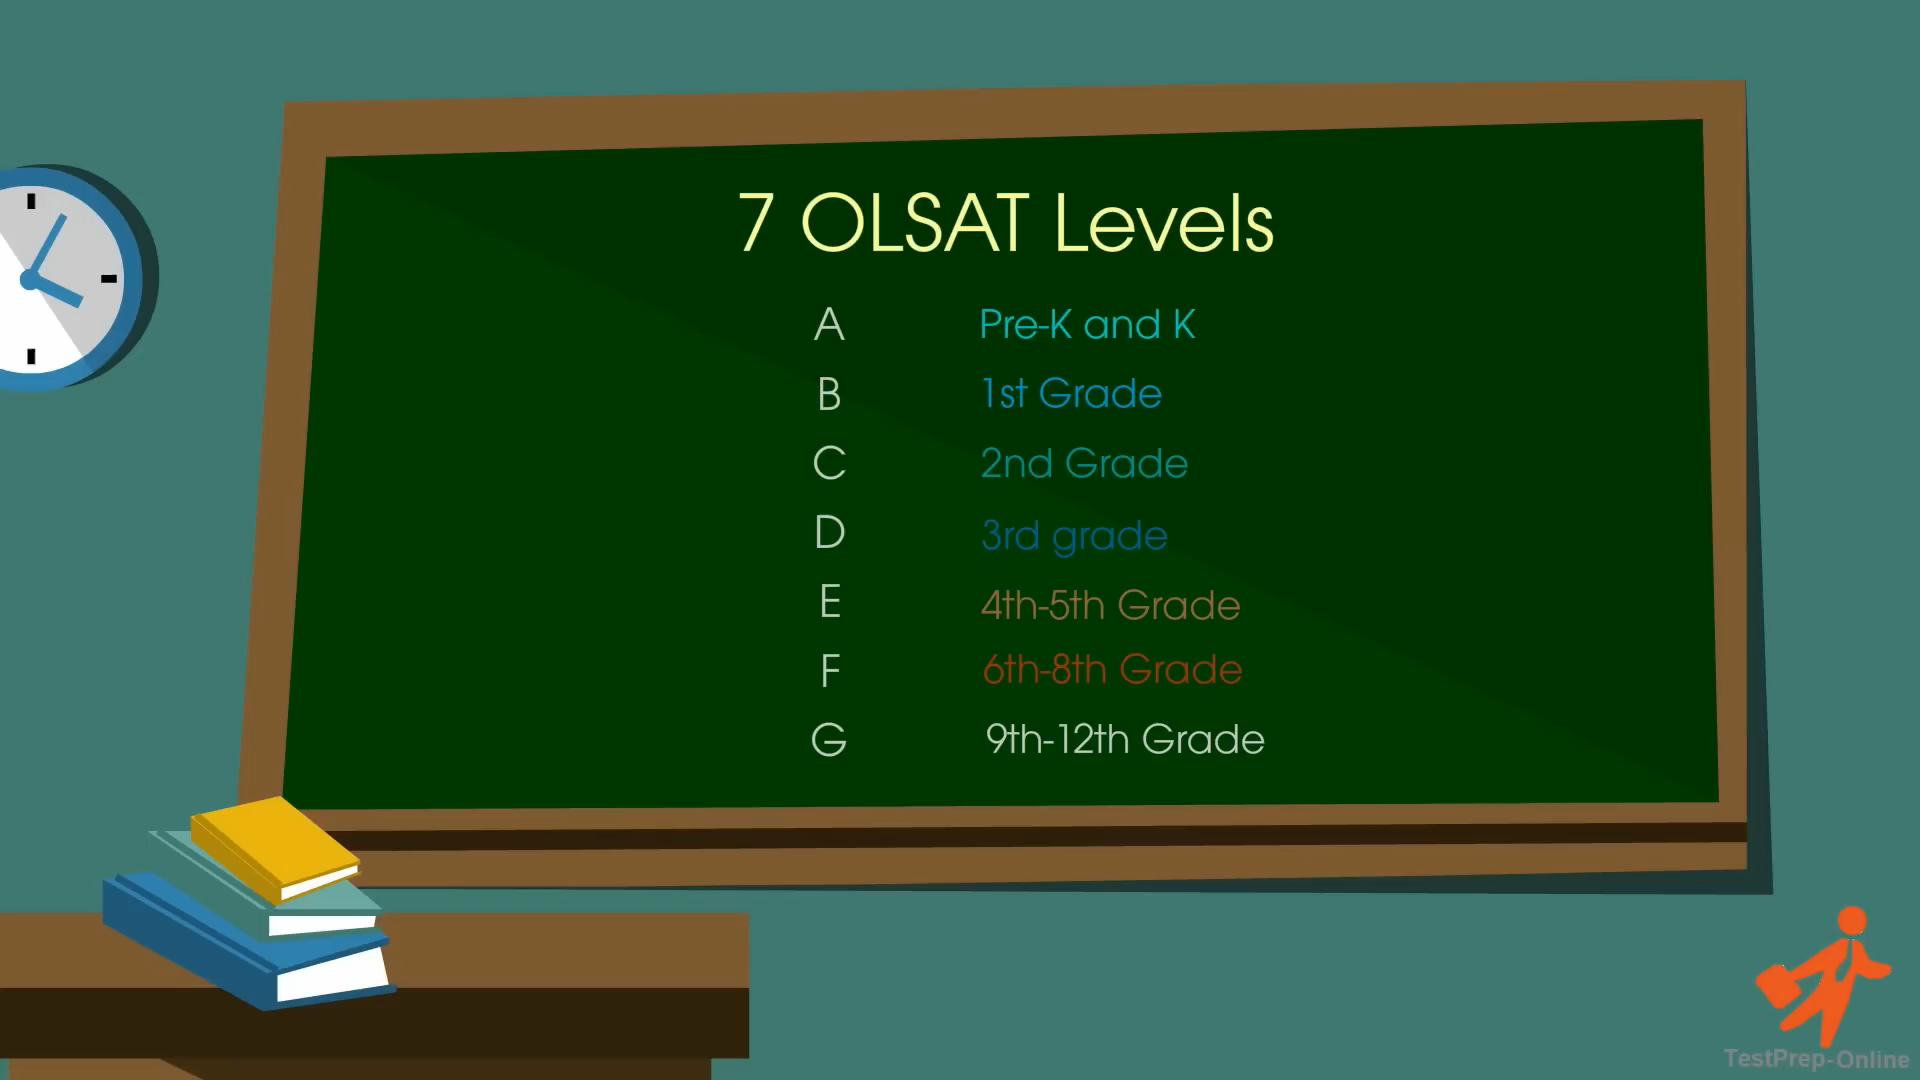 7 OLSAT Levels
A Pre-K and K
B 1st Grade
C 2nd Grade
D 3rd grade
E 4th-5th Grade
F 6th-8th Grade
G 9th-12th Grade
TestPrep-Online